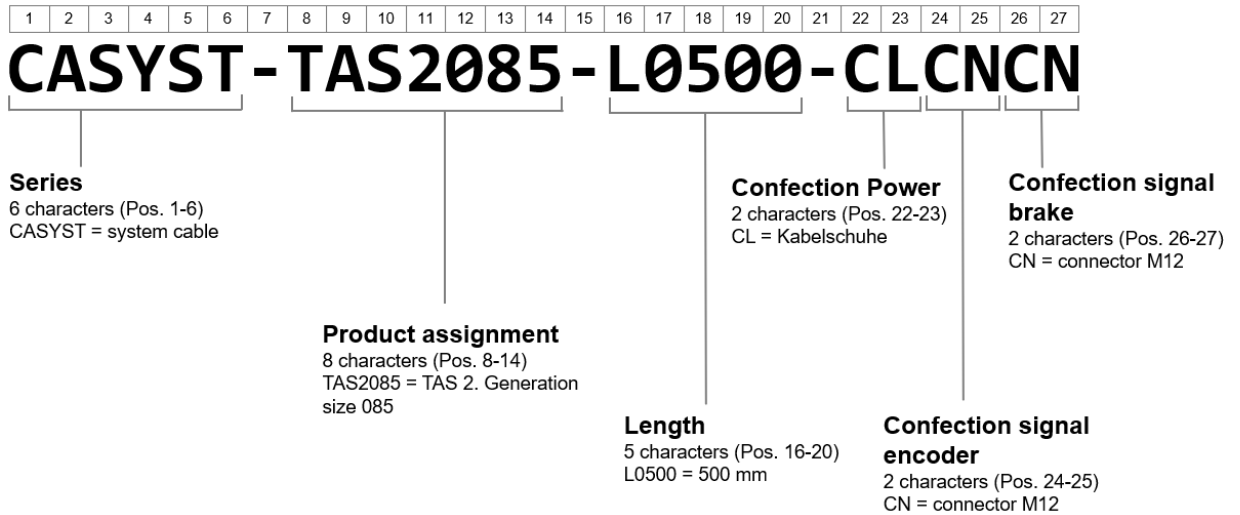 1 2 3 4 5 6 7 8 9 10 11 12 13 14 15 16 17 18 19 20 21 22 23 24 25 26 27
CASYST-TAS2085-L0500-CLCNCN
Series
6 characters (Pos. 1-6)
CASYST = system cable
Product assignment
8 characters (Pos. 8-14)
TAS2085 = TAS 2. Generation
size 085
Length
5 characters (Pos. 16-20)
L0500 = 500 mm
Confection Power
2 characters (Pos. 22-23)
CL = Kabelschuhe
Confection signal
encoder
2 characters (Pos. 24-25)
CN = connector M12
Confection signal
brake
2 characters (Pos. 26-27)
CN = connector M12